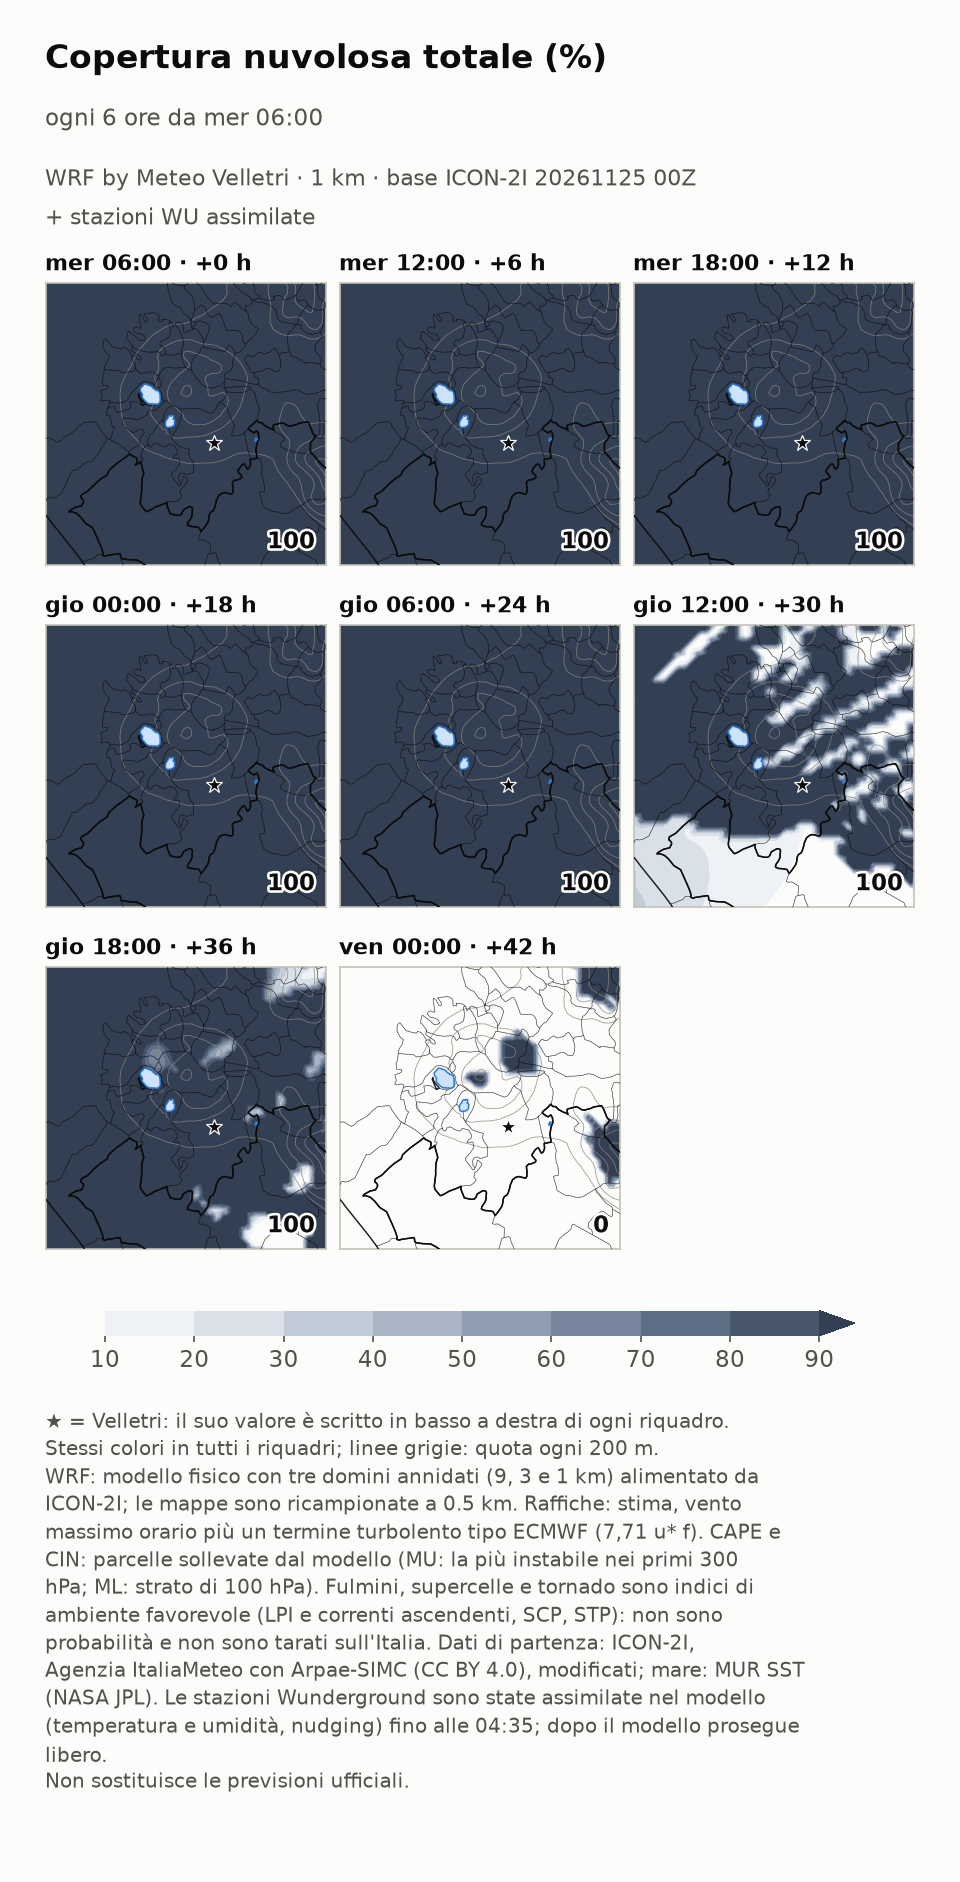 Copertura nuvolosa totale (%)
ogni 6 ore da mer 06:00
WRF by Meteo Velletri · 1 km · base ICON-2I 20261125 00Z
+ stazioni WU assimilate
mer 06:00 · +0 h
mer 12:00 · +6 h
mer 18:00 · +12 h
100
100
100
gio 00:00 · +18 h
gio 06:00 · +24 h
gio 12:00 · +30 h
100
100
100
gio 18:00 · +36 h
ven 00:00 · +42 h
100
0
10 20 30 40 50 60 70 80 90
★ = Velletri: il suo valore è scritto in basso a destra di ogni riquadro.
Stessi colori in tutti i riquadri; linee grigie: quota ogni 200 m.
WRF: modello fisico con tre domini annidati (9, 3 e 1 km) alimentato da
ICON-2I; le mappe sono ricampionate a 0.5 km. Raffiche: stima, vento
massimo orario più un termine turbolento tipo ECMWF (7,71 u* f). CAPE e
CIN: parcelle sollevate dal modello (MU: la più instabile nei primi 300
hPa; ML: strato di 100 hPa). Fulmini, supercelle e tornado sono indici di
ambiente favorevole (LPI e correnti ascendenti, SCP, STP): non sono
probabilità e non sono tarati sull'Italia. Dati di partenza: ICON-2I,
Agenzia ItaliaMeteo con Arpae-SIMC (CC BY 4.0), modificati; mare: MUR SST
(NASA JPL). Le stazioni Wunderground sono state assimilate nel modello
(temperatura e umidità, nudging) fino alle 04:35; dopo il modello prosegue
libero.
Non sostituisce le previsioni ufficiali.